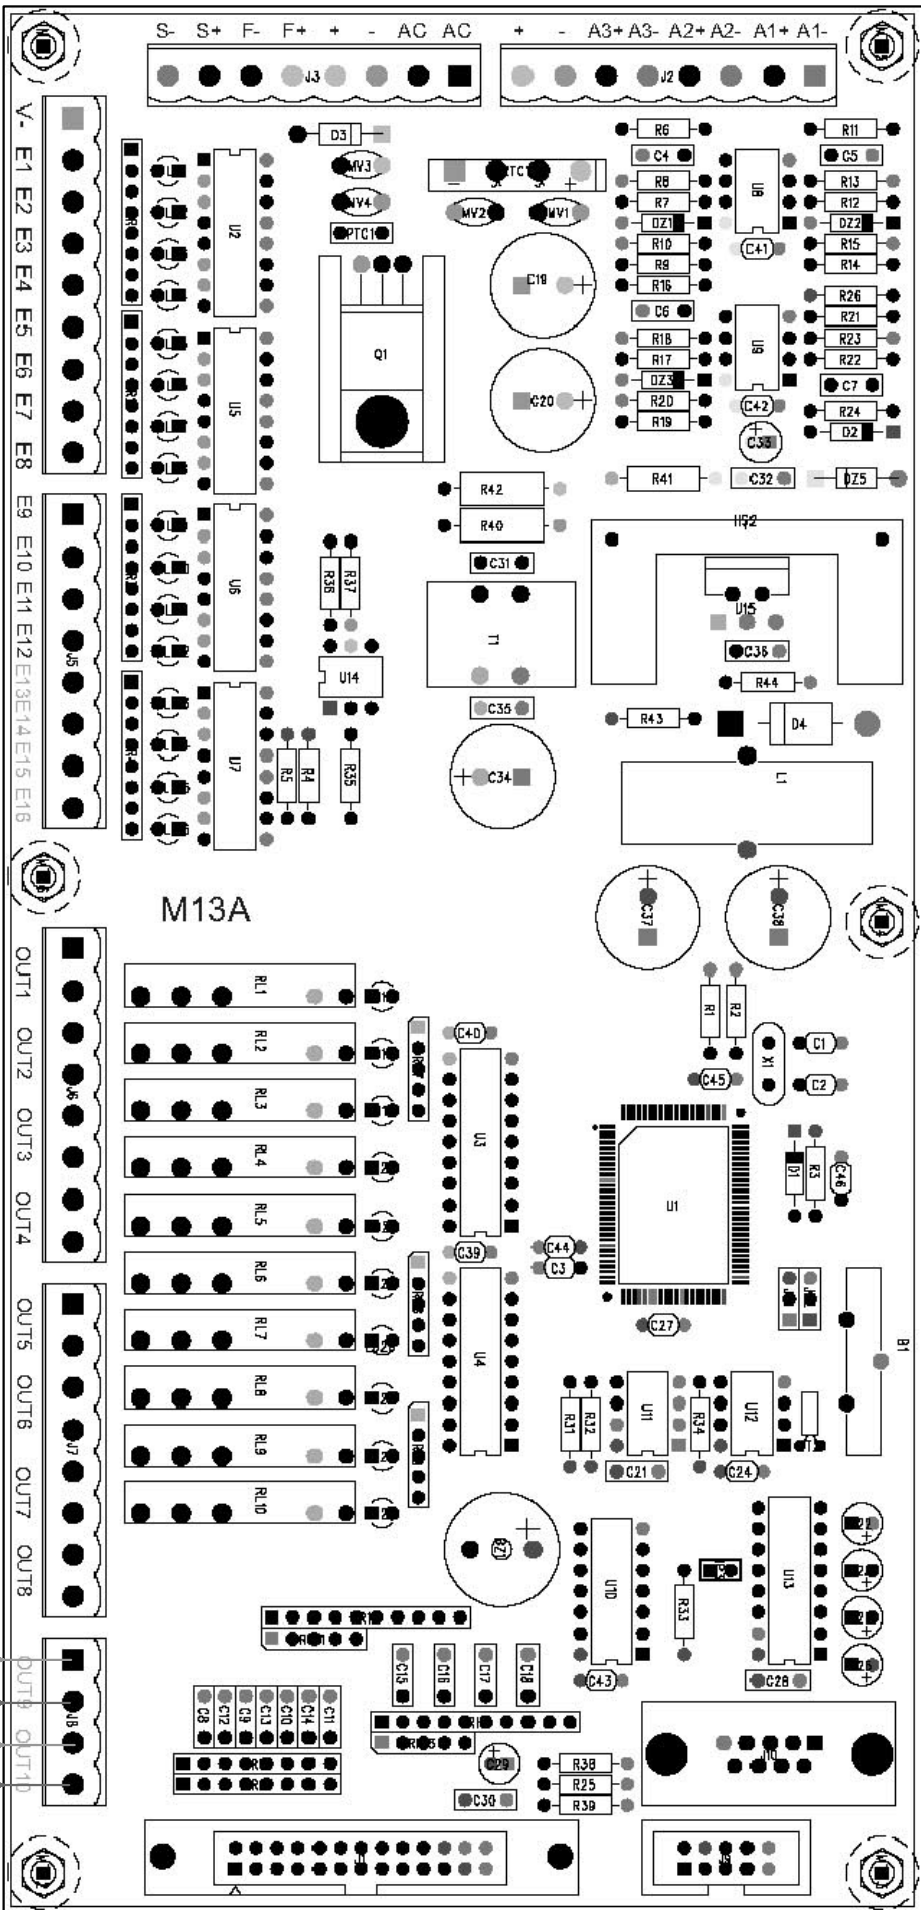 S- S+ F- F+ + - AC AC + - A3+ A3- A2+ A2- A1+ A1-
J3 J2
V- E1 E2 E3 E4 E5 E6 E7 E8
E9 E10 E11 E12 E13 E14 E15 E16
J5
D3
MV3
MV4
PTC1
U2
U5
U6
U7
Q1
MV2 MV1
C19
C20
R6 R11
C4 C5
R8 R13
R7 R12
DZ1 DZ2
R10 R15
R9 R14
R16
U8
C41
C6
R26
R21
R18 R23
R17 R22
DZ3
R20
R19
U9
C42
C33
C7
R24
D2
R42
R40
R41 C32 DZ5
C31
T1
C35
C34
U15
C36
R44
R43 D4
L1
R36 R37
U14
R5 R4 R35
M13A
C37 C38
OUT1 OUT2 OUT3 OUT4
J6
OUT5 OUT6 OUT7 OUT8
J7
OUT9 OUT10
J8
RL1
RL2
RL3
RL4
RL5
RL6
RL7
RL8
RL9
RL10
C40
U3
C39
U4
R1 R2
X1
C1
C2
C45
U1
D1 R3 C46
C44
C3
C27
B1
R31 R32 U11 R34 U12
C21 C24
BZ1
U10
R33
U13
C43
C28
C15 C16 C17 C18
C8 C12 C9 C13 C10 C14 C11
C29
C30
R38
R25
R39
J10
J9